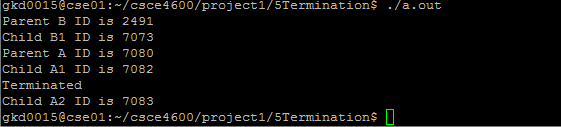 gkd0015@cse01:~/csce4600/project1/5Termination$ ./a.out
Parent B ID is 2491
Child B1 ID is 7073
Parent A ID is 7080
Child A1 ID is 7082
Terminated
Child A2 ID is 7083
gkd0015@cse01:~/csce4600/project1/5Termination$